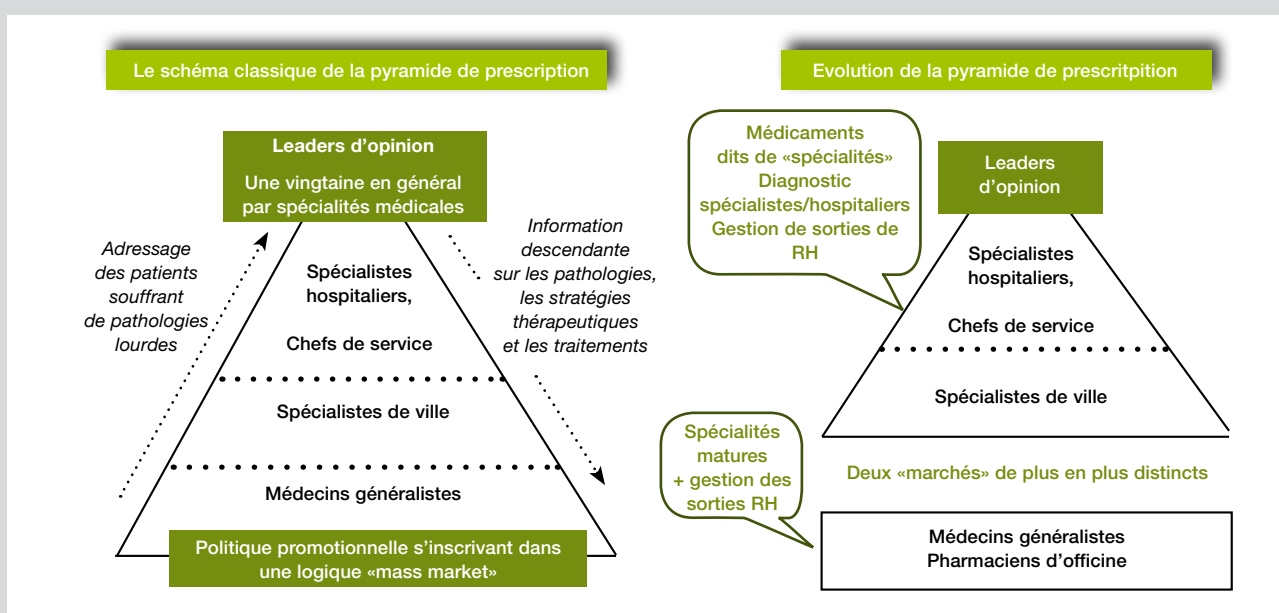 Le schéma classique de la pyramide de prescription
Leaders d’opinion
Une vingtaine en général
par spécialités médicales
Adressage
des patients
souffrant
de pathologies
lourdes
Information
descendante
sur les pathologies,
les stratégies
thérapeutiques
et les traitements
Spécialistes
hospitaliers,
Chefs de service
Spécialistes de ville
Médecins généralistes
Politique promotionnelle s’inscrivant dans
une logique «mass market»
Evolution de la pyramide de prescritpition
Médicaments
dits de «spécialités»
Diagnostic
spécialistes/hospitaliers
Gestion de sorties de
RH
Leaders
d’opinion
Spécialistes
hospitaliers,
Chefs de service
Spécialistes de ville
Spécialités
matures
+ gestion des
sorties RH
Deux «marchés» de plus en plus distincts
Médecins généralistes
Pharmaciens d’officine